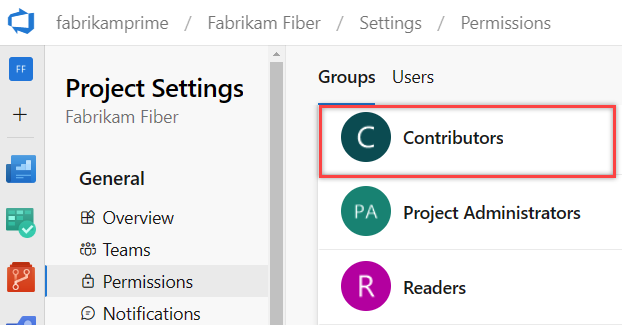 fabrikamprime / Fabrikam Fiber / Settings / Permissions
FF
Project Settings
Fabrikam Fiber
General
Overview
Teams
Permissions
Notifications
Groups Users
C Contributors
PA Project Administrators
R Readers